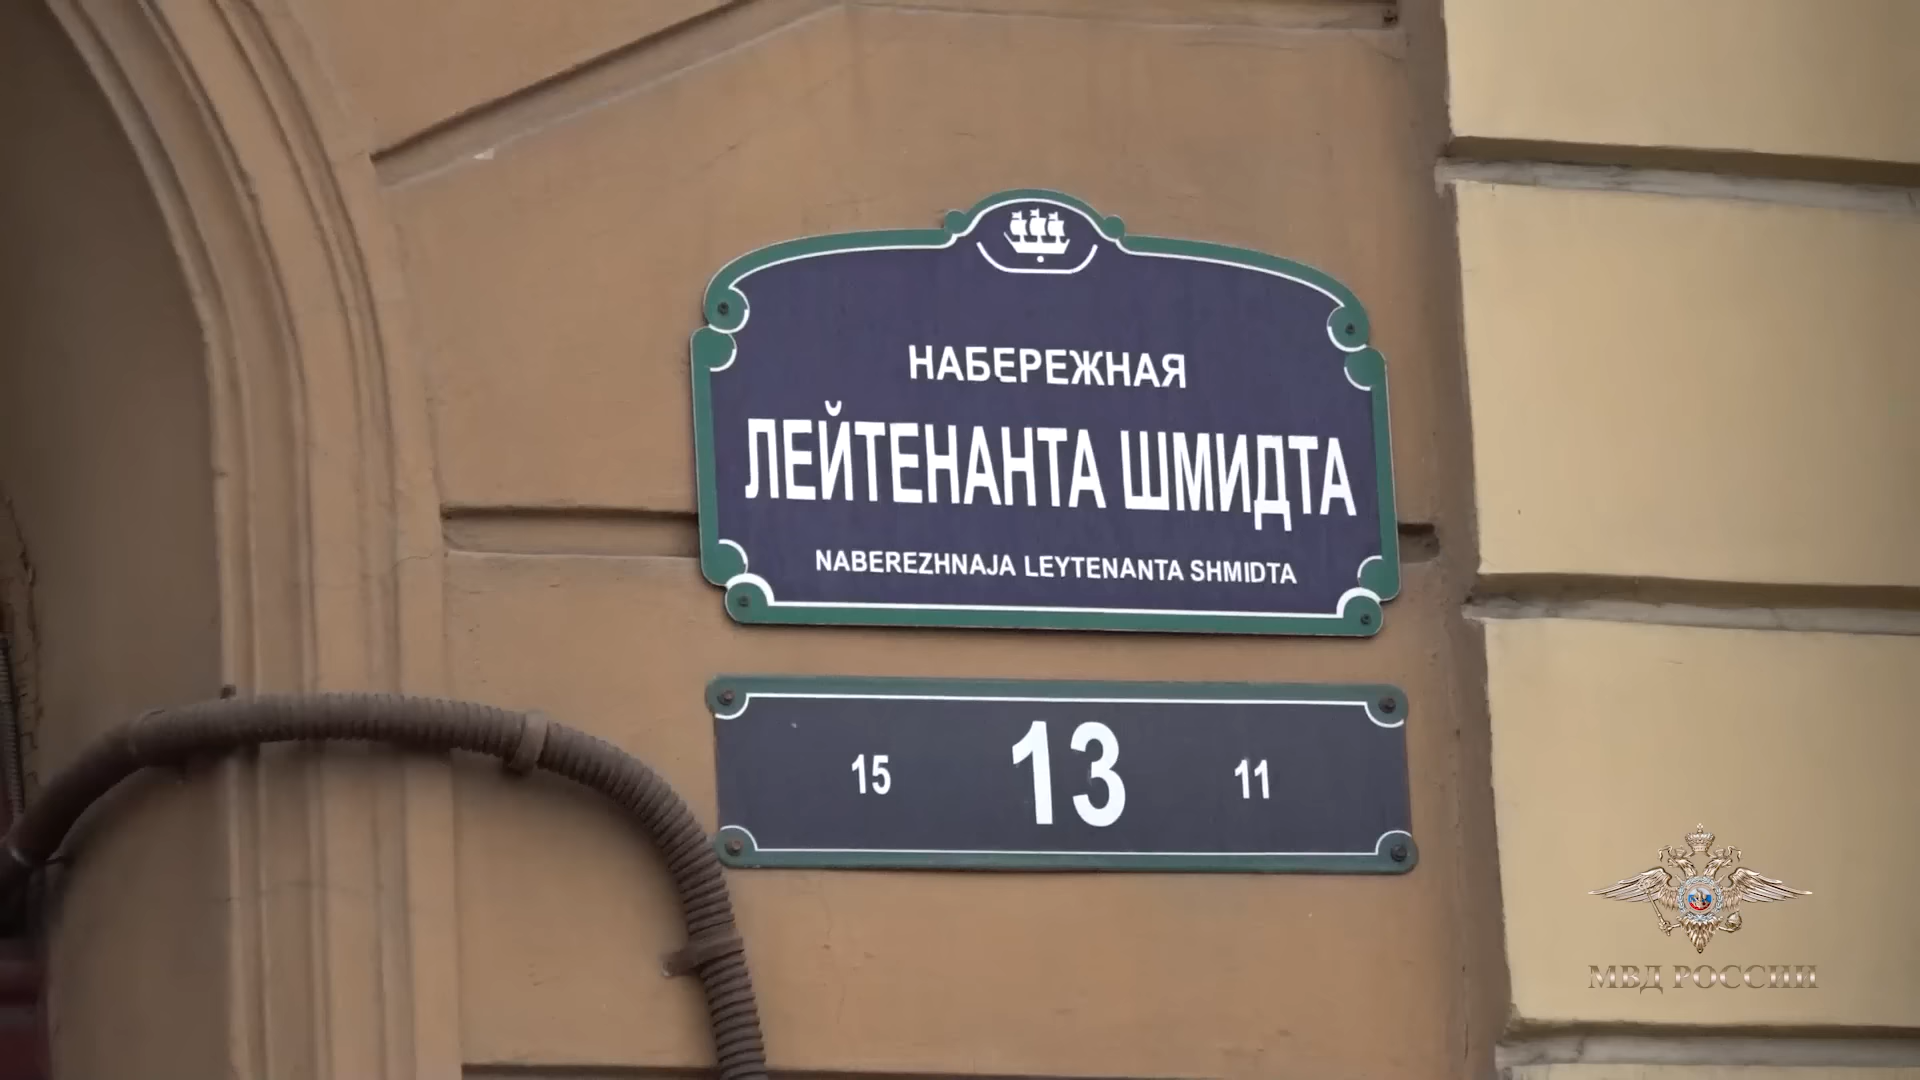 НАБЕРЕЖНАЯ
ЛЕЙТЕНАНТА ШМИДТА
NABEREZHNAJA LEYTENANTA SHMIDTA
15 13 11
МВД РОССИИ